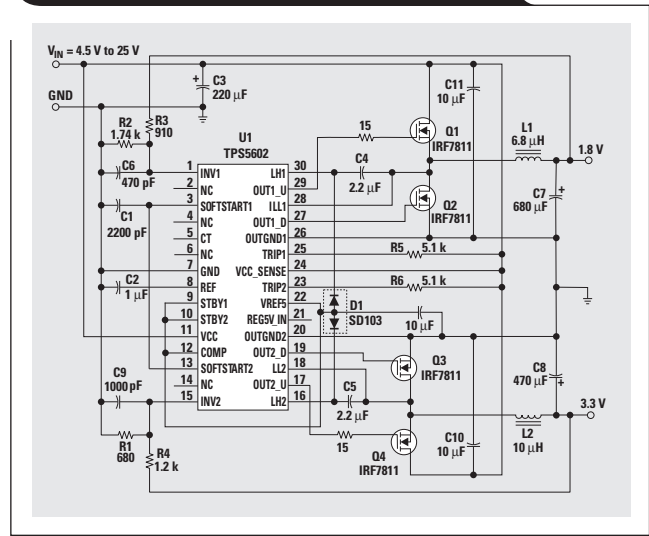 V_IN = 4.5 V to 25 V
GND
C3
220 μF
R2
1.74 k
R3
910
C6
470 pF
C1
2200 pF
C2
1 μF
C9
1000 pF
R1
680
R4
1.2 k
U1
TPS5602
1 INV1
2 NC
3 SOFTSTART1
4 NC
5 CT
6 NC
7 GND
8 REF
9 STBY1
10 STBY2
11 VCC
12 COMP
13 SOFTSTART2
14 NC
15 INV2
LH1 30
OUT1_U 29
ILL1 28
OUT1_D 27
OUTGND1 26
TRIP1 25
VCC_SENSE 24
TRIP2 23
VREF5 22
REG5V_IN 21
OUTGND2 20
OUT2_D 19
LL2 18
OUT2_U 17
LH2 16
15
C4
2.2 μF
Q1
IRF7811
Q2
IRF7811
C11
10 μF
L1
6.8 μH
1.8 V
C7
680 μF
R5 5.1 k
R6 5.1 k
D1
SD103
10 μF
Q3
IRF7811
C8
470 μF
C5
2.2 μF
3.3 V
15
Q4
IRF7811
C10
10 μF
L2
10 μH
+
+
+